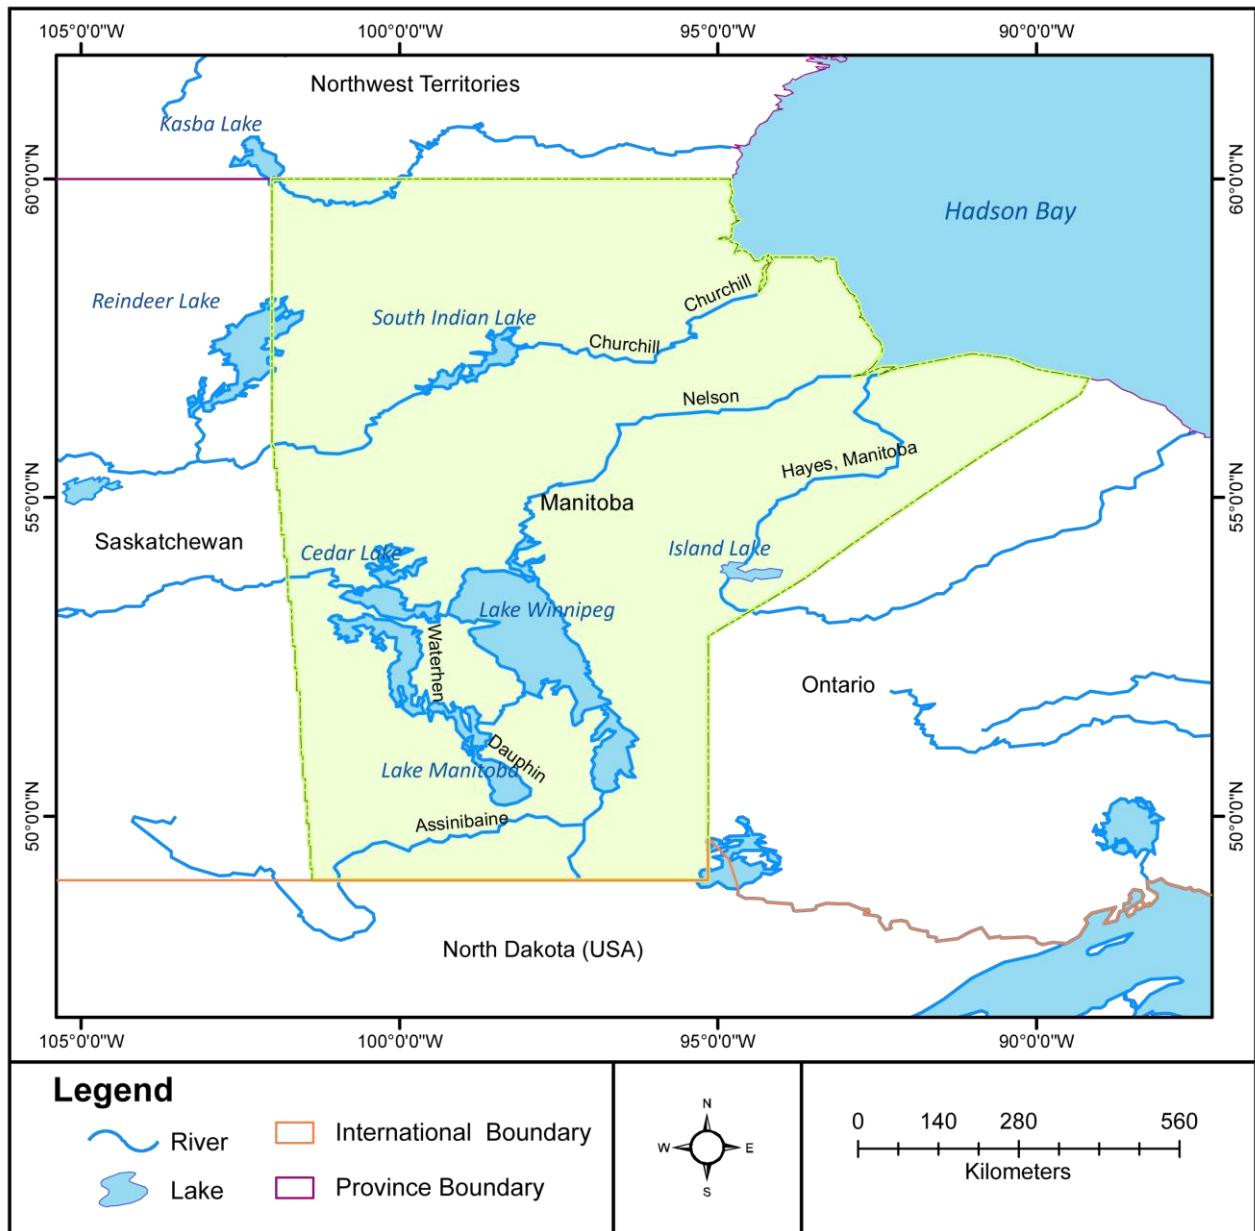 105°0'0"W 100°0'0"W 95°0'0"W 90°0'0"W
Northwest Territories
Kasba Lake
60°0'0"N 60°0'0"N
Hadson Bay
Reindeer Lake
South Indian Lake
Churchill
Churchill
Nelson
Hayes, Manitoba
55°0'0"N 55°0'0"N
Manitoba
Saskatchewan
Cedar Lake
Island Lake
Lake Winnipeg
Waterhen
Ontario
Dauphin
Lake Manitoba
Assinibaine
50°0'0"N 50°0'0"N
North Dakota (USA)
105°0'0"W 100°0'0"W 95°0'0"W 90°0'0"W
Legend
River
International Boundary
Lake
Province Boundary
N
W E
S
0 140 280 560
Kilometers